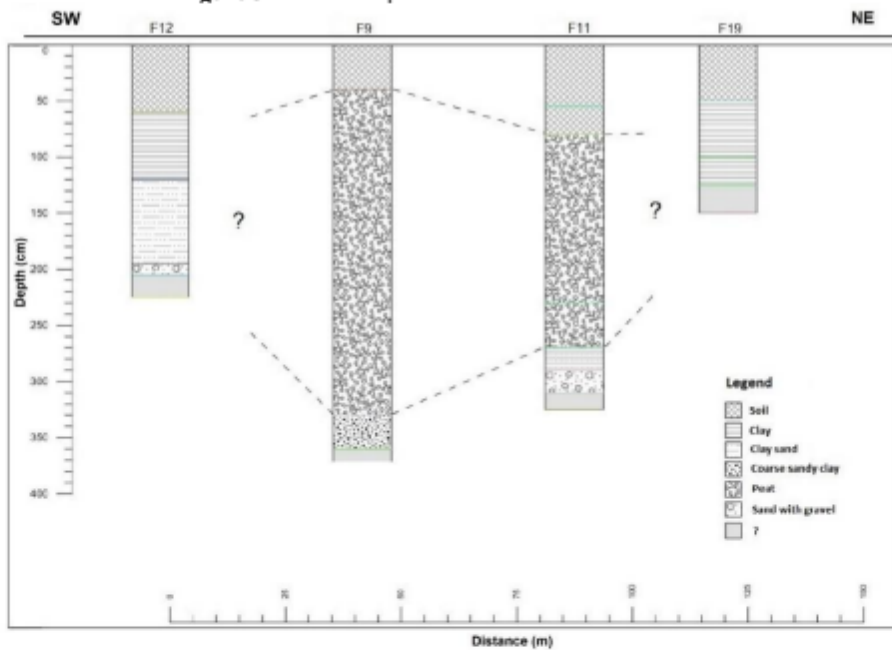 SW
NE
F12
F9
F11
F19
0
50
100
150
200
250
300
350
400
Depth (cm)
?
?
Legend
Soil
Clay
Clay sand
Coarse sandy clay
Peat
Sand with gravel
?
0
25
50
75
100
125
150
Distance (m)